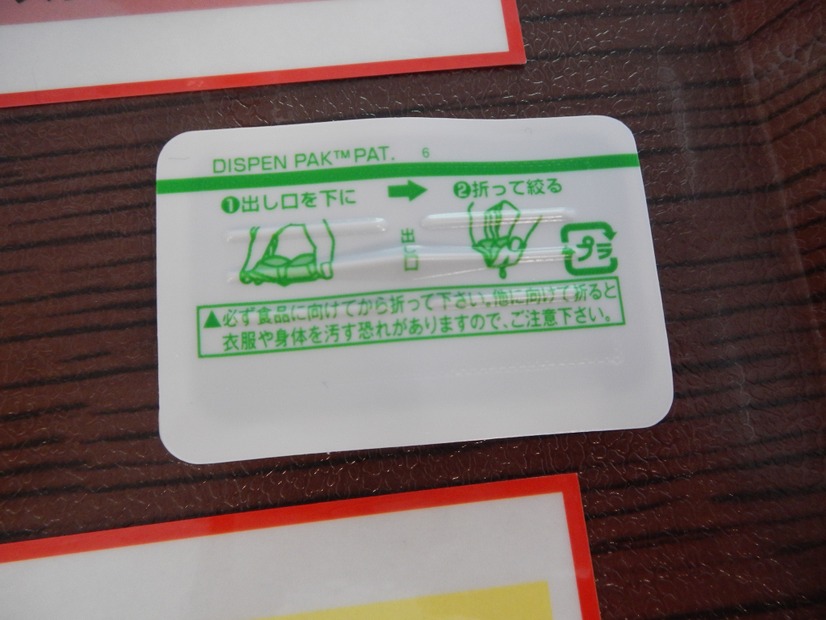 DISPEN PAK™ PAT. 6
❶出し口を下に
❷折って絞る
出し口
プラ
▲必ず食品に向けてから折って下さい。他に向けて折ると
衣服や身体を汚す恐れがありますので、ご注意下さい。